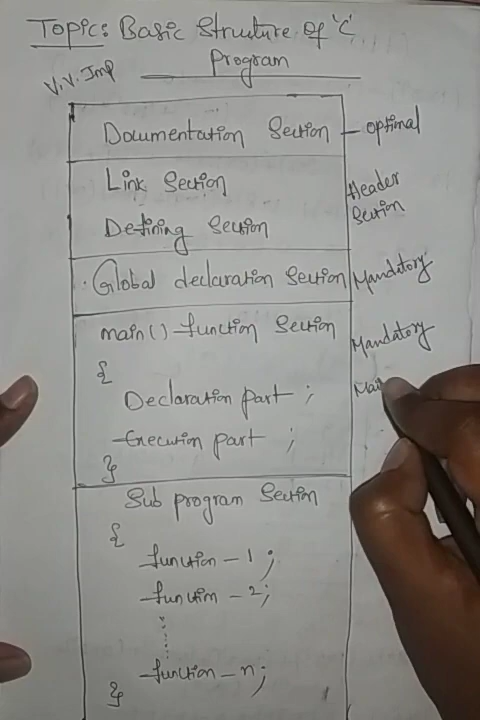 Topic: Basic Structure of 'C'
Program
V.V. Imp
Documentation Section - optimal
Link Section
Header
Section
Defining Section
Global declaration Section Mandatory
main() function Section Mandatory
{
Declaration part ;
Execution part ;
}
Sub program Section
{
function - 1 ;
function - 2 ;
function - n ;
}